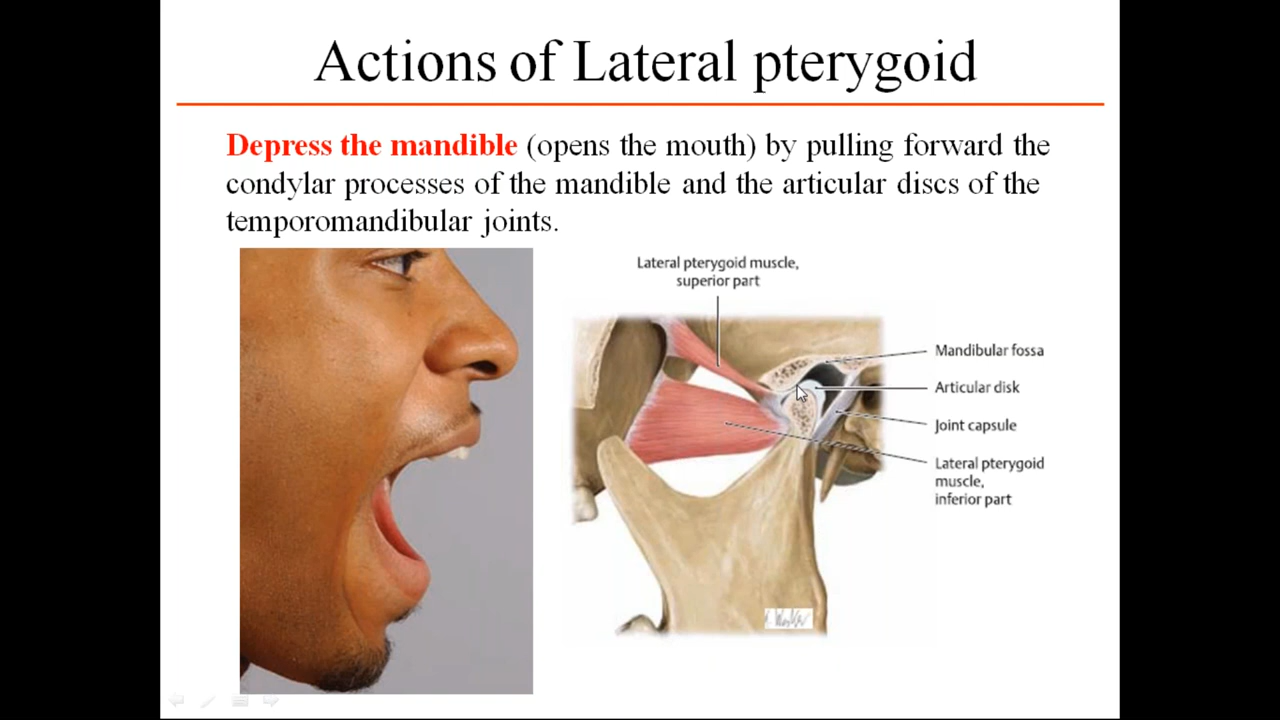 Actions of Lateral pterygoid
Depress the mandible (opens the mouth) by pulling forward the
condylar processes of the mandible and the articular discs of the
temporomandibular joints.
Lateral pterygoid muscle,
superior part
Mandibular fossa
Articular disk
Joint capsule
Lateral pterygoid
muscle,
inferior part